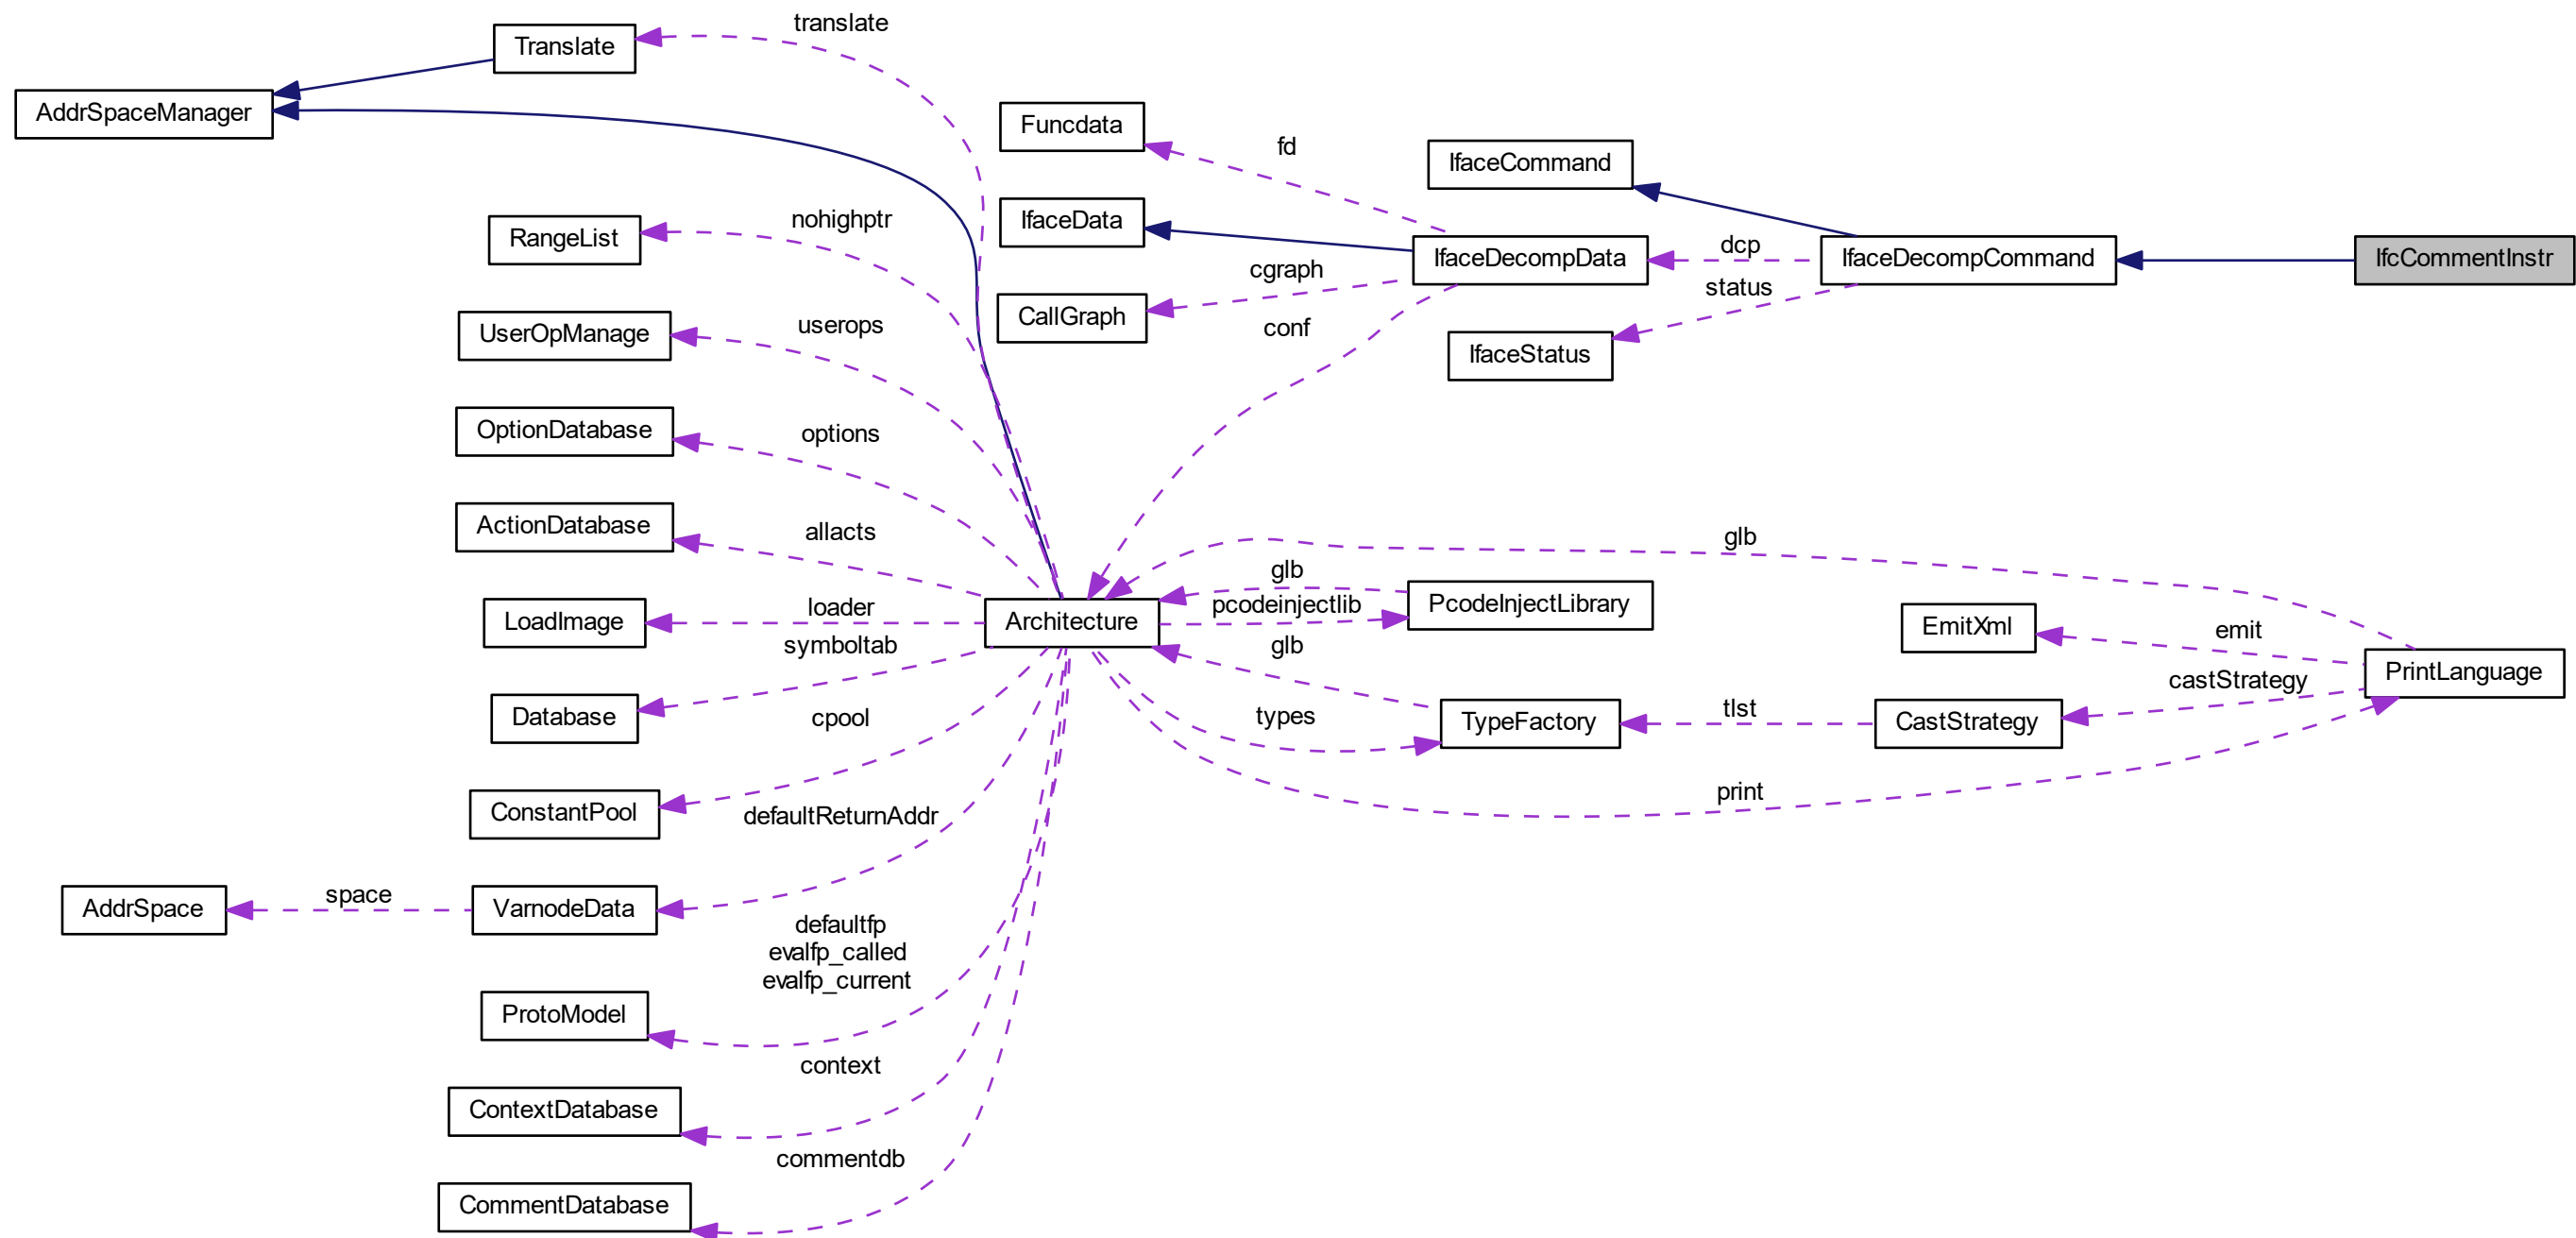 translate
Translate
AddrSpaceManager
Funcdata
fd
IfaceCommand
IfaceData
nohighptr
RangeList
dcp
IfaceDecompData
IfaceDecompCommand
IfcCommentInstr
cgraph
status
CallGraph
conf
userops
UserOpManage
IfaceStatus
options
OptionDatabase
allacts
ActionDatabase
glb
glb
loader
pcodeinjectlib
PcodeInjectLibrary
LoadImage
Architecture
EmitXml
emit
symboltab
glb
PrintLanguage
castStrategy
Database
cpool
types
TypeFactory
tlst
CastStrategy
print
ConstantPool
defaultReturnAddr
space
AddrSpace
VarnodeData
defaultfp
evalfp_called
evalfp_current
ProtoModel
context
ContextDatabase
commentdb
CommentDatabase